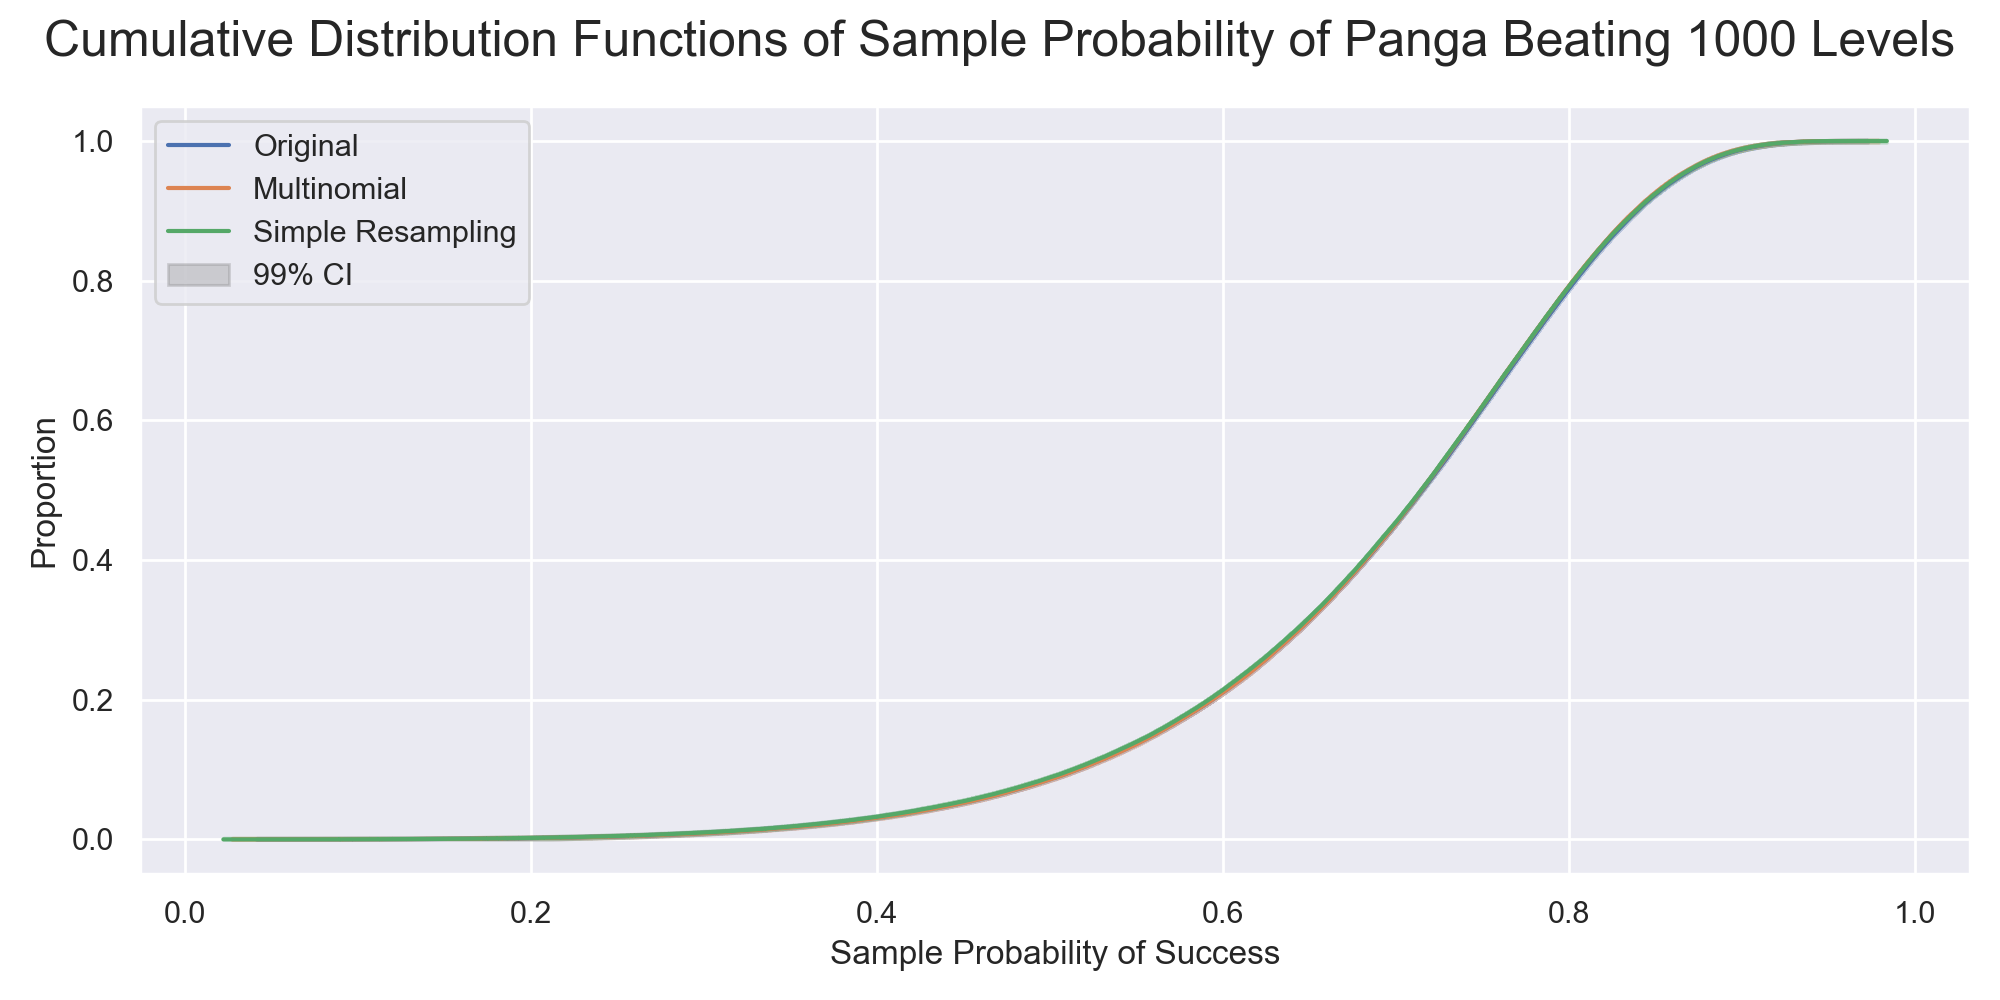 Cumulative Distribution Functions of Sample Probability of Panga Beating 1000 Levels
Original
Multinomial
Simple Resampling
99% CI
Proportion
1.0
0.8
0.6
0.4
0.2
0.0
0.0 0.2 0.4 0.6 0.8 1.0
Sample Probability of Success